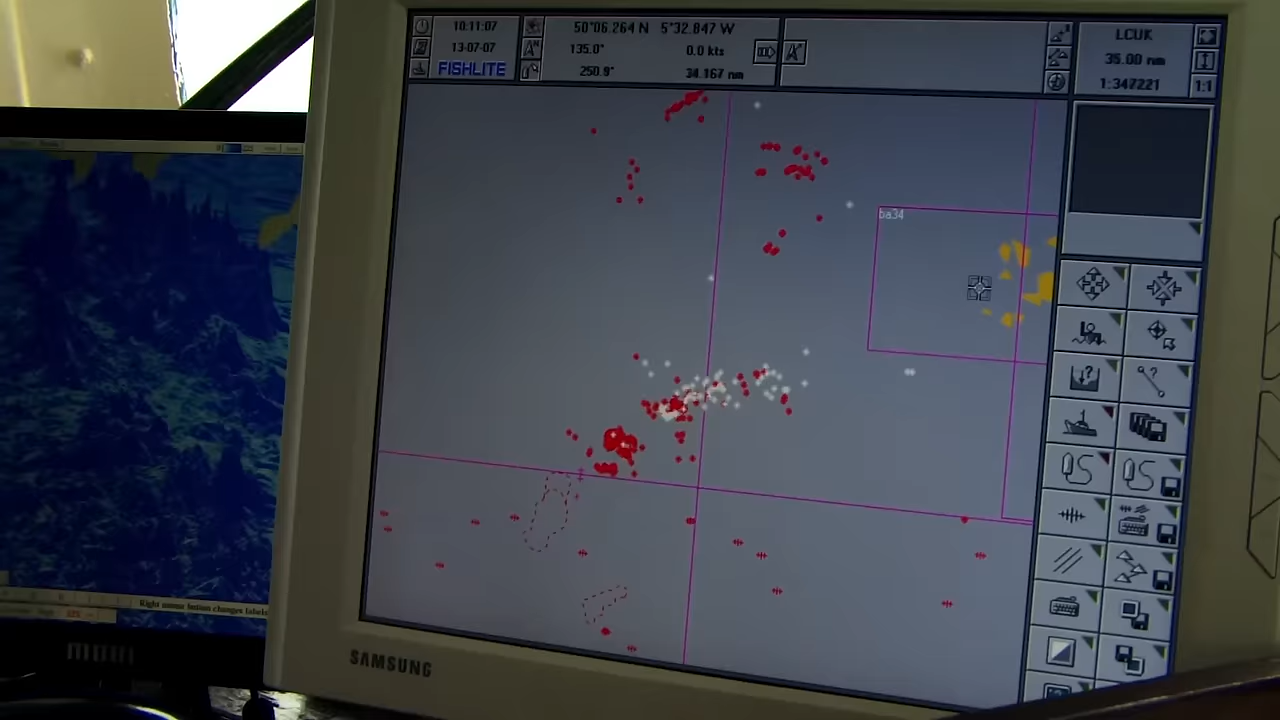 10:11:07
13-07-07
FISHLITE
50°06.264 N 5°32.847 W
135.0° 0.0 kts
250.9° 34.167 nm
LCUK
35.00 nm
1:347221
1:1
ba34
Right mouse button changes labels
SAMSUNG